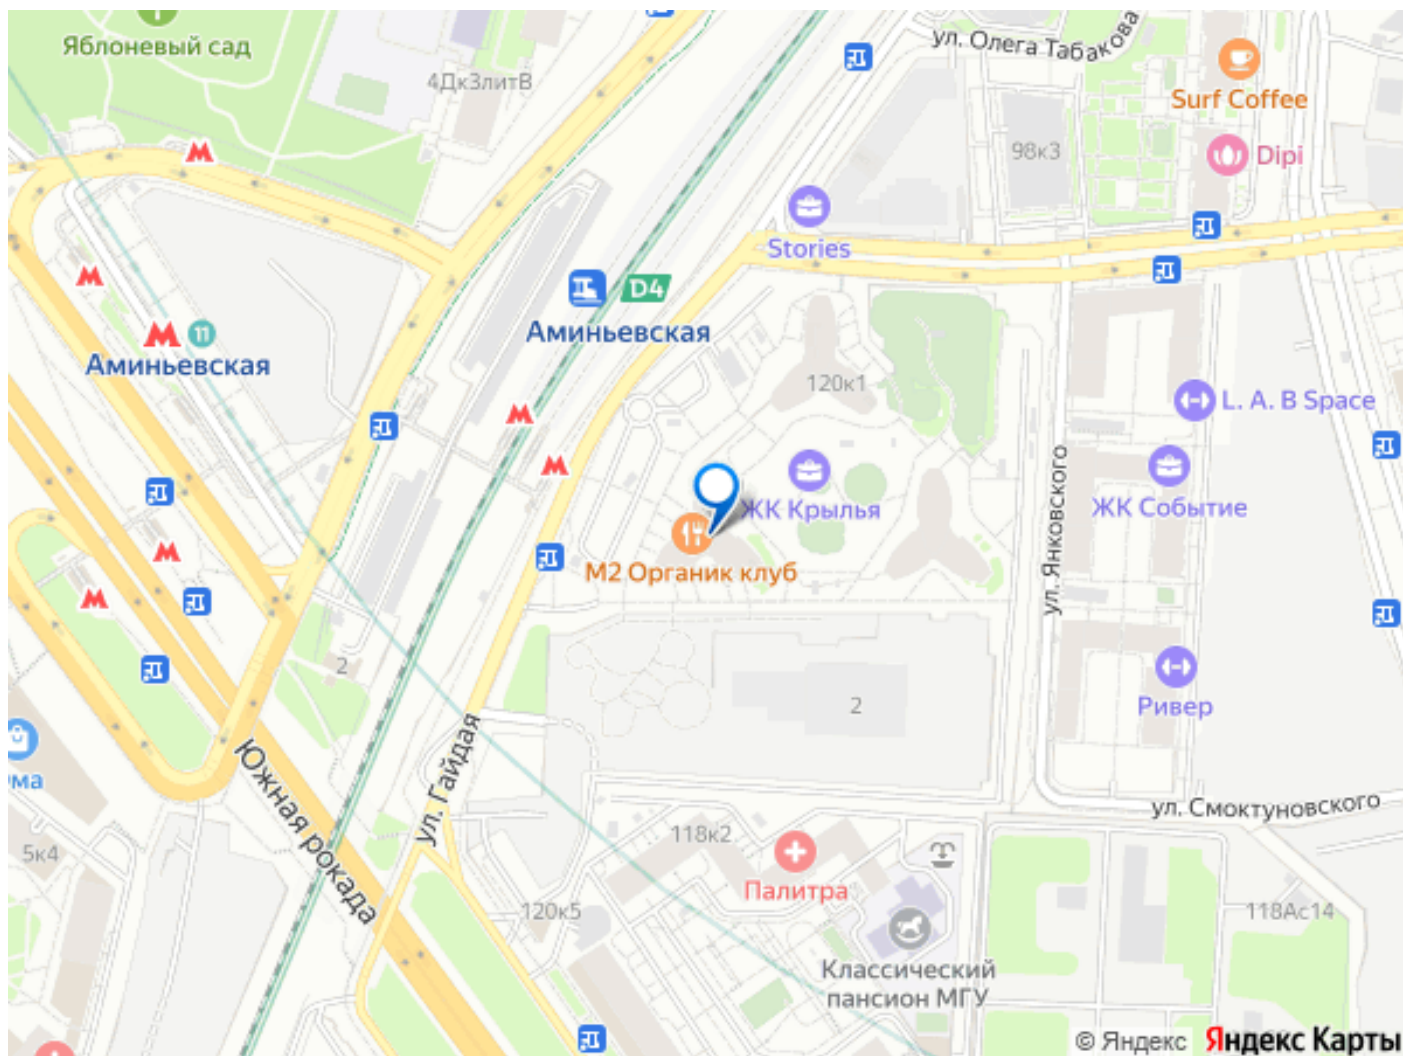 Яблоневый сад
4Дк3литВ
ул. Олега Табакова
Surf Coffee
98к3
Dipi
Stories
D4
Аминьевская
11
Аминьевская
120к1
L. A. B Space
ЖК Крылья
ЖК Событие
М2 Органик клуб
ул. Янковского
2
2
Ривер
ул. Гайдая
Южная рокада
ма
ул. Смоктуновского
118к2
5к4
Палитра
120к5
118Ас14
Классический
пансион МГУ
© Яндекс
Яндекс Карты